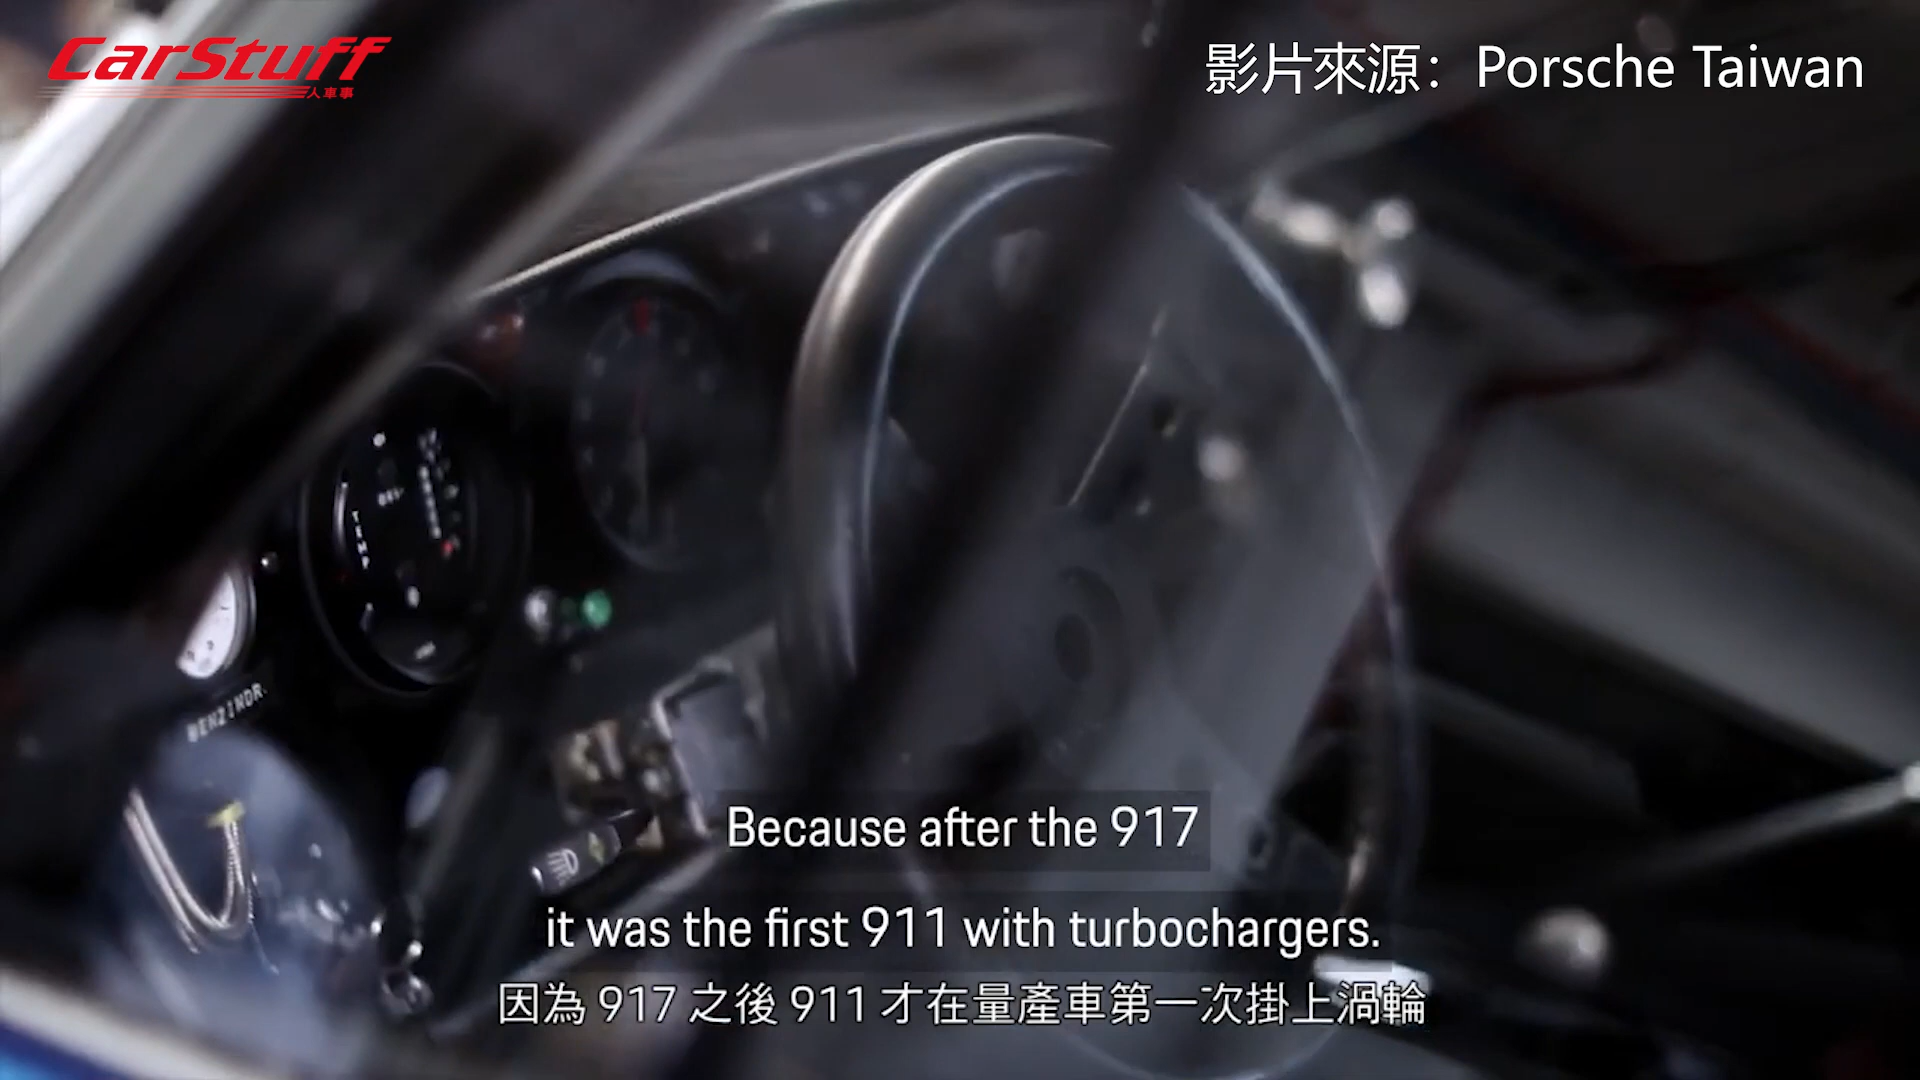 CarStuff
人車事
影片來源：Porsche Taiwan
BENZINDR.
Because after the 917
it was the first 911 with turbochargers.
因為 917 之後 911 才在量產車第一次掛上渦輪